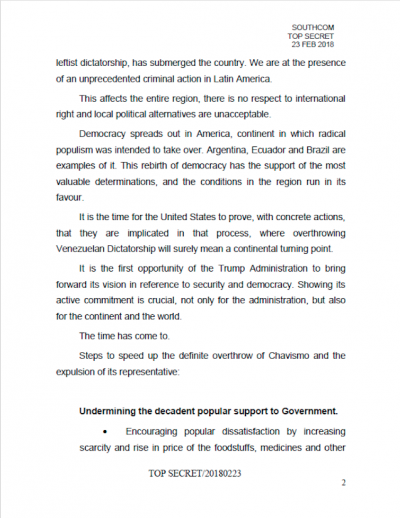 SOUTHCOM
TOP SECRET
23 FEB 2018
leftist dictatorship, has submerged the country. We are at the presence
of an unprecedented criminal action in Latin America.
This affects the entire region, there is no respect to international
right and local political alternatives are unacceptable.
Democracy spreads out in America, continent in which radical
populism was intended to take over. Argentina, Ecuador and Brazil are
examples of it. This rebirth of democracy has the support of the most
valuable determinations, and the conditions in the region run in its
favour.
It is the time for the United States to prove, with concrete actions,
that they are implicated in that process, where overthrowing
Venezuelan Dictatorship will surely mean a continental turning point.
It is the first opportunity of the Trump Administration to bring
forward its vision in reference to security and democracy. Showing its
active commitment is crucial, not only for the administration, but also
for the continent and the world.
The time has come to.
Steps to speed up the definite overthrow of Chavismo and the
expulsion of its representative:
Undermining the decadent popular support to Government.
• Encouraging popular dissatisfaction by increasing
scarcity and rise in price of the foodstuffs, medicines and other
TOP SECRET/20180223
2